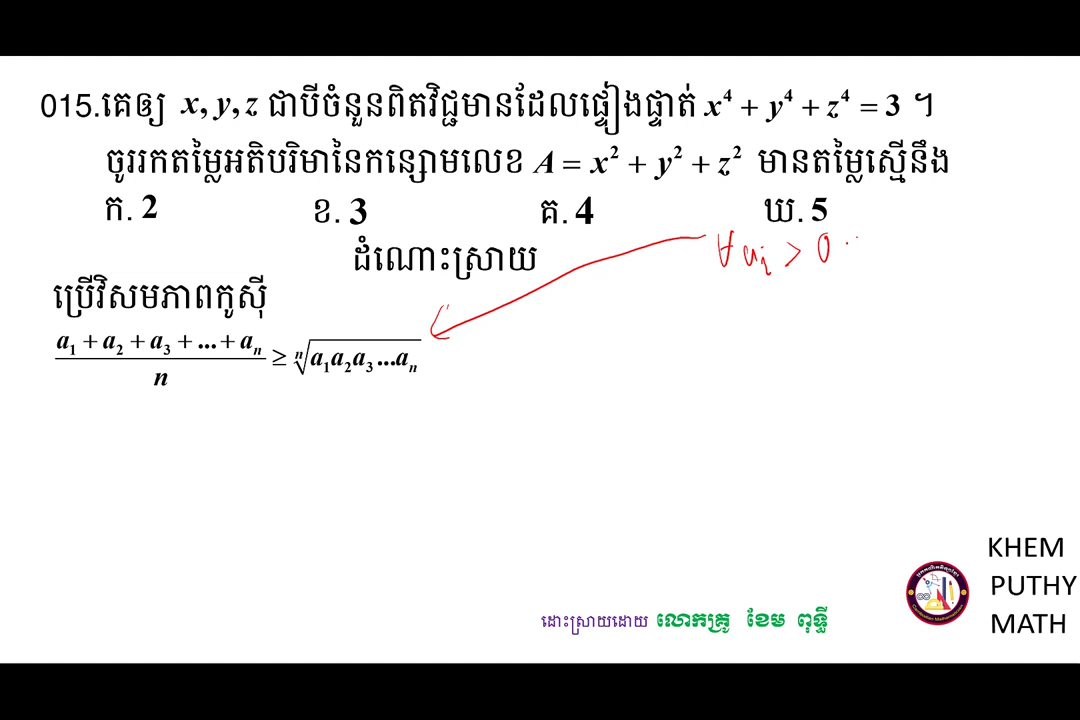 015.គេឲ្យ x, y, z ជាបីចំនួនពិតវិជ្ជមានដែលផ្ទៀងផ្ទាត់ x⁴ + y⁴ + z⁴ = 3 ។
ចូររកតម្លៃអតិបរិមានៃកន្សោមលេខ A = x² + y² + z² មានតម្លៃស្មើនឹង
ក. 2 ខ. 3 គ. 4 ឃ. 5
ដំណោះស្រាយ
∀ aᵢ > 0
ប្រើវិសមភាពកូស៊ី
(a₁ + a₂ + a₃ + ... + aₙ)/n ≥ ⁿ√(a₁a₂a₃...aₙ)
KHEM
PUTHY
MATH
ដោះស្រាយដោយ លោកគ្រូ ខែម ពុទ្ធី